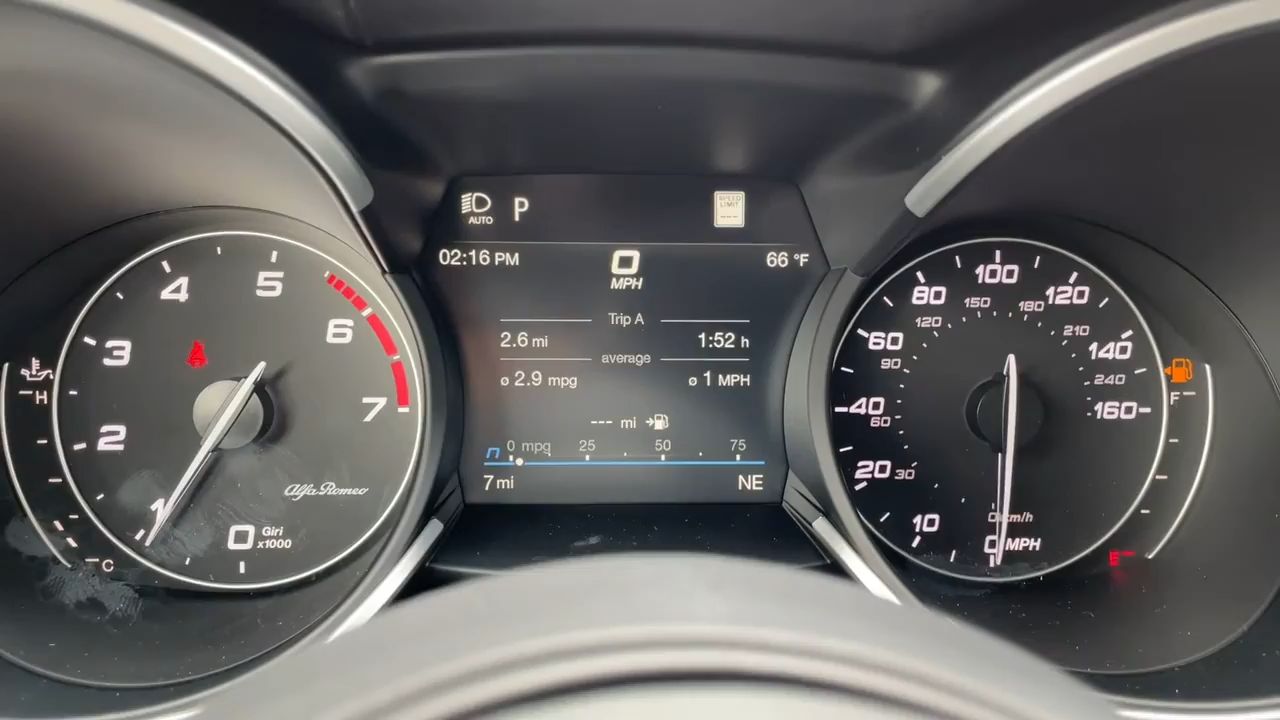 4
5
3
6
2
7
1
0 Giri
x1000
Alfa Romeo
H
C
AUTO
P
SPEED
LIMIT
---
02:16 PM
0
MPH
66 °F
Trip A
2.6 mi
1:52 h
average
ø 2.9 mpg
ø 1 MPH
--- mi
0 mpg 25 50 75
7 mi
NE
100
80
120
60
140
40
160
20
10
0 MPH
150
120
180
90
210
60
240
30
0 km/h
F
E